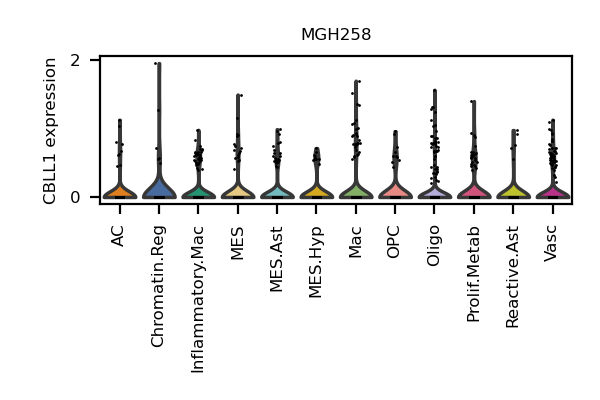 MGH258
CBLL1 expression
2
0
AC
Chromatin.Reg
Inflammatory.Mac
MES
MES.Ast
MES.Hyp
Mac
OPC
Oligo
Prolif.Metab
Reactive.Ast
Vasc